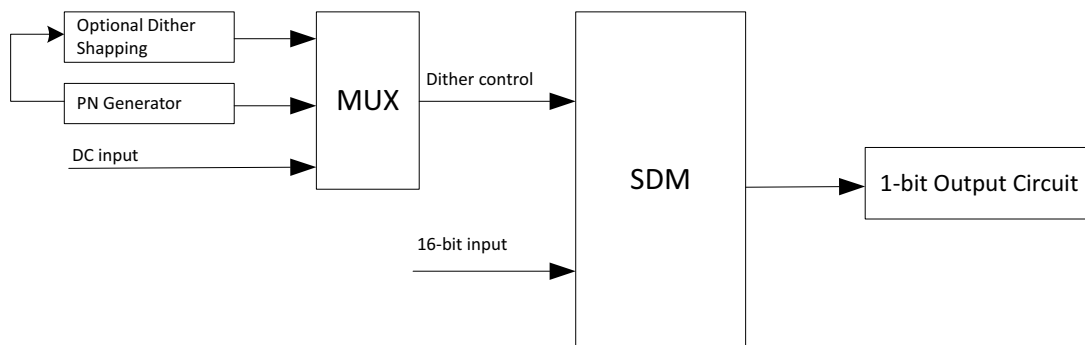 Optional Dither
Shapping
PN Generator
DC input
MUX
Dither control
16-bit input
SDM
1-bit Output Circuit